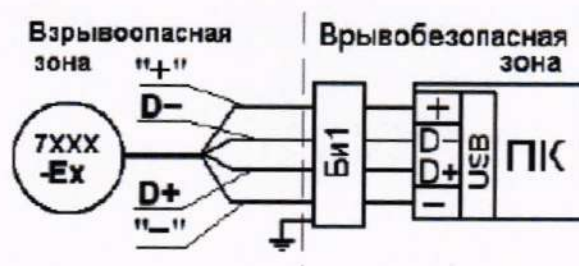 Взрывоопасная
зона
Врывобезопасная
зона
"+"
D−
7XXX
-Ex
D+
"−"
Би1
+
D−
D+
−
USB
ПК